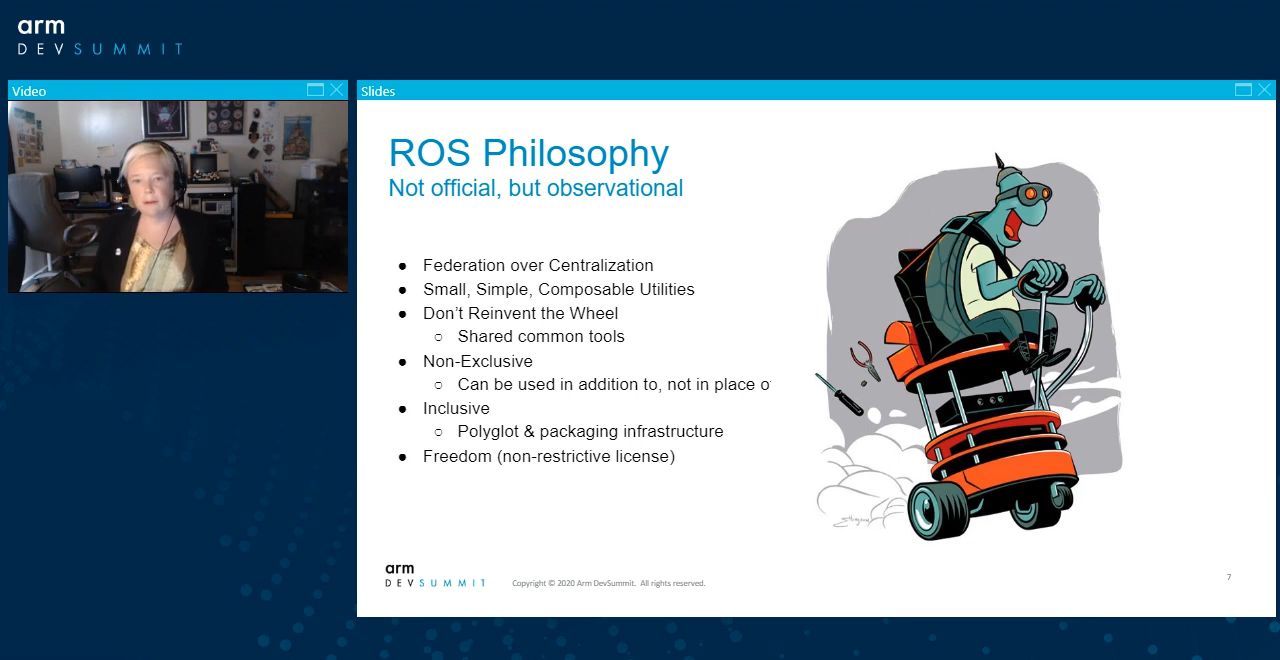 arm
DEVSUMMIT
Video
Slides
ROS Philosophy
Not official, but observational
● Federation over Centralization
● Small, Simple, Composable Utilities
● Don’t Reinvent the Wheel
○ Shared common tools
● Non-Exclusive
○ Can be used in addition to, not in place o
● Inclusive
○ Polyglot & packaging infrastructure
● Freedom (non-restrictive license)
arm
DEVSUMMIT
Copyright © 2020 Arm DevSummit. All rights reserved.
7